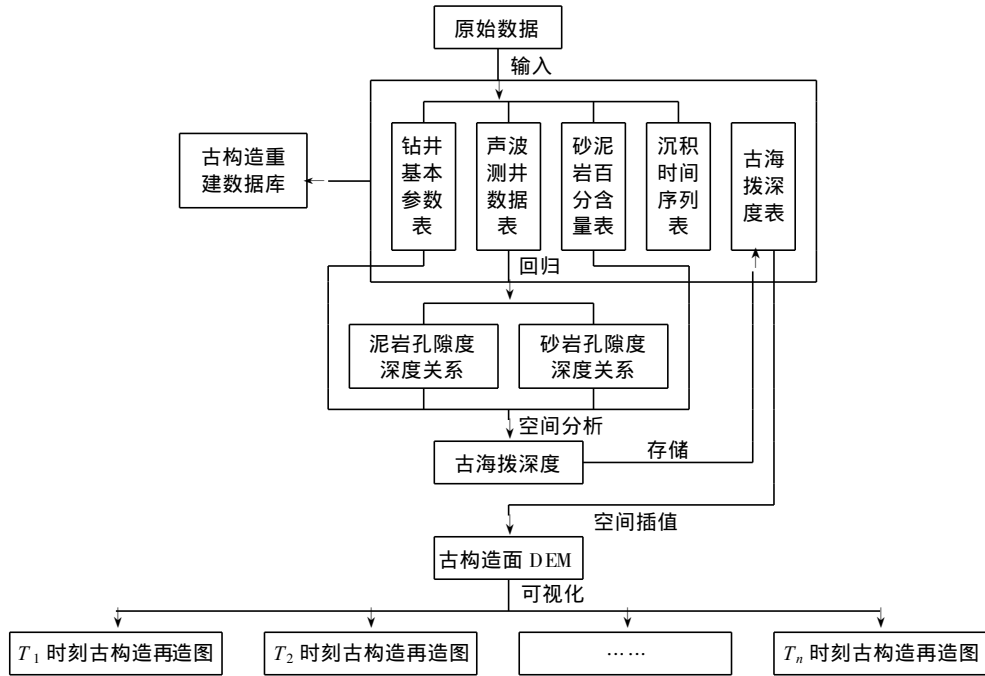 原始数据
输入
古构造重
建数据库
钻井
基本
参数
表
声波
测井
数据
表
砂泥
岩百
分含
量表
沉积
时间
序列
表
古海
拨深
度表
回归
泥岩孔隙度
深度关系
砂岩孔隙度
深度关系
空间分析
古海拨深度
存储
空间插值
古构造面 DEM
可视化
T1 时刻古构造再造图
T2 时刻古构造再造图
……
Tn 时刻古构造再造图